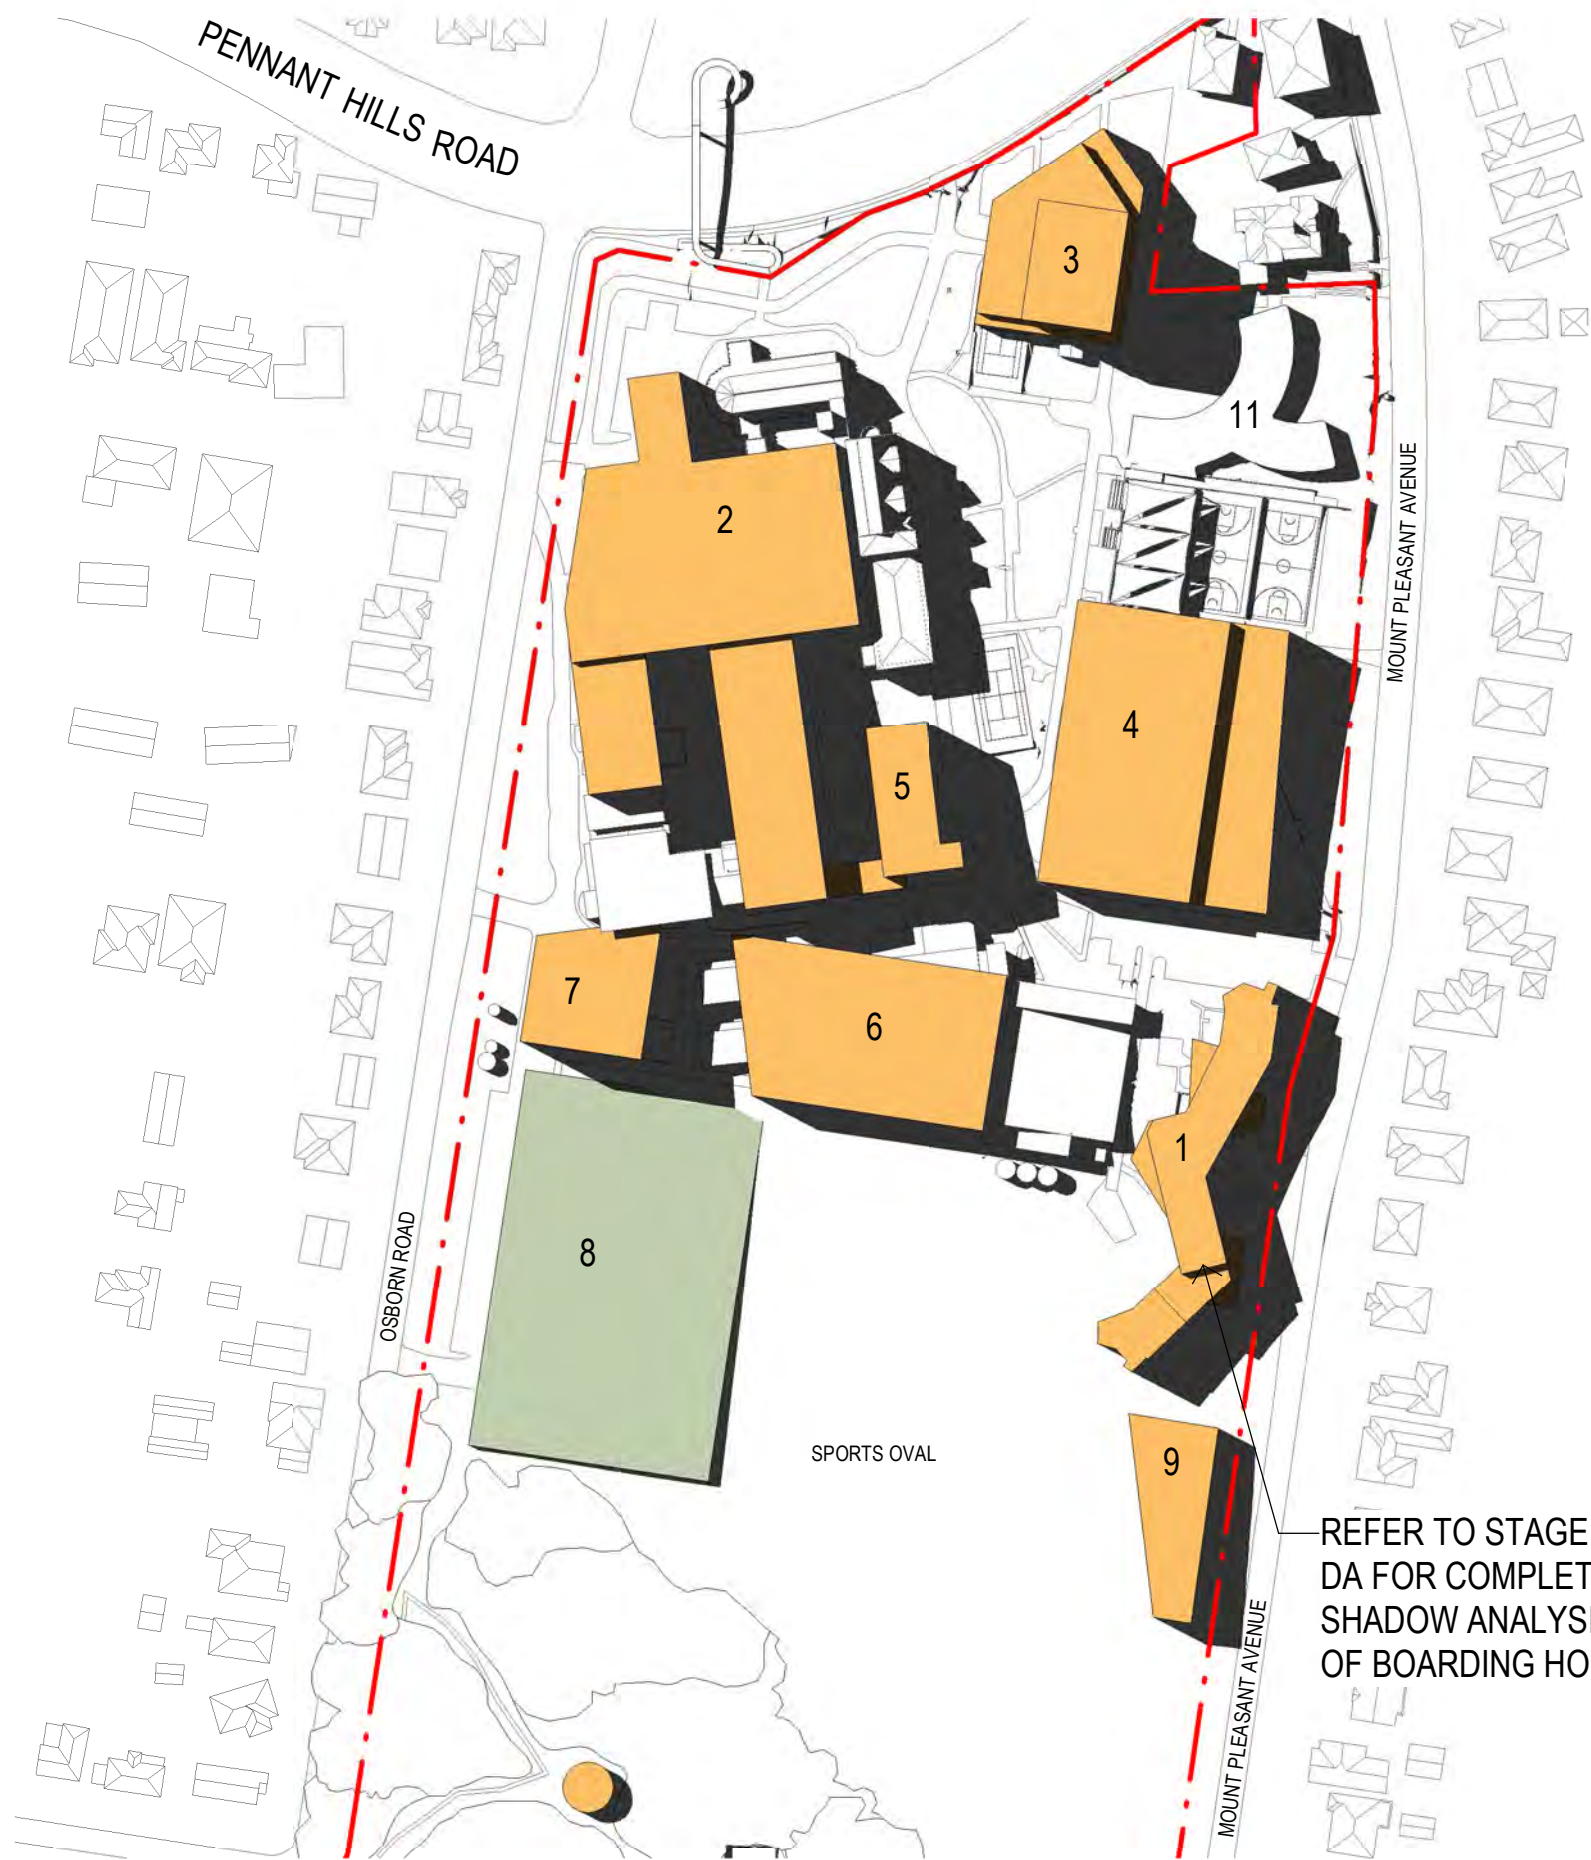 PENNANT HILLS ROAD
3
11
2
MOUNT PLEASANT AVENUE
4
5
7
6
1
8
OSBORN ROAD
SPORTS OVAL
9
REFER TO STAGE
DA FOR COMPLET
SHADOW ANALYS
OF BOARDING HO
MOUNT PLEASANT AVENUE